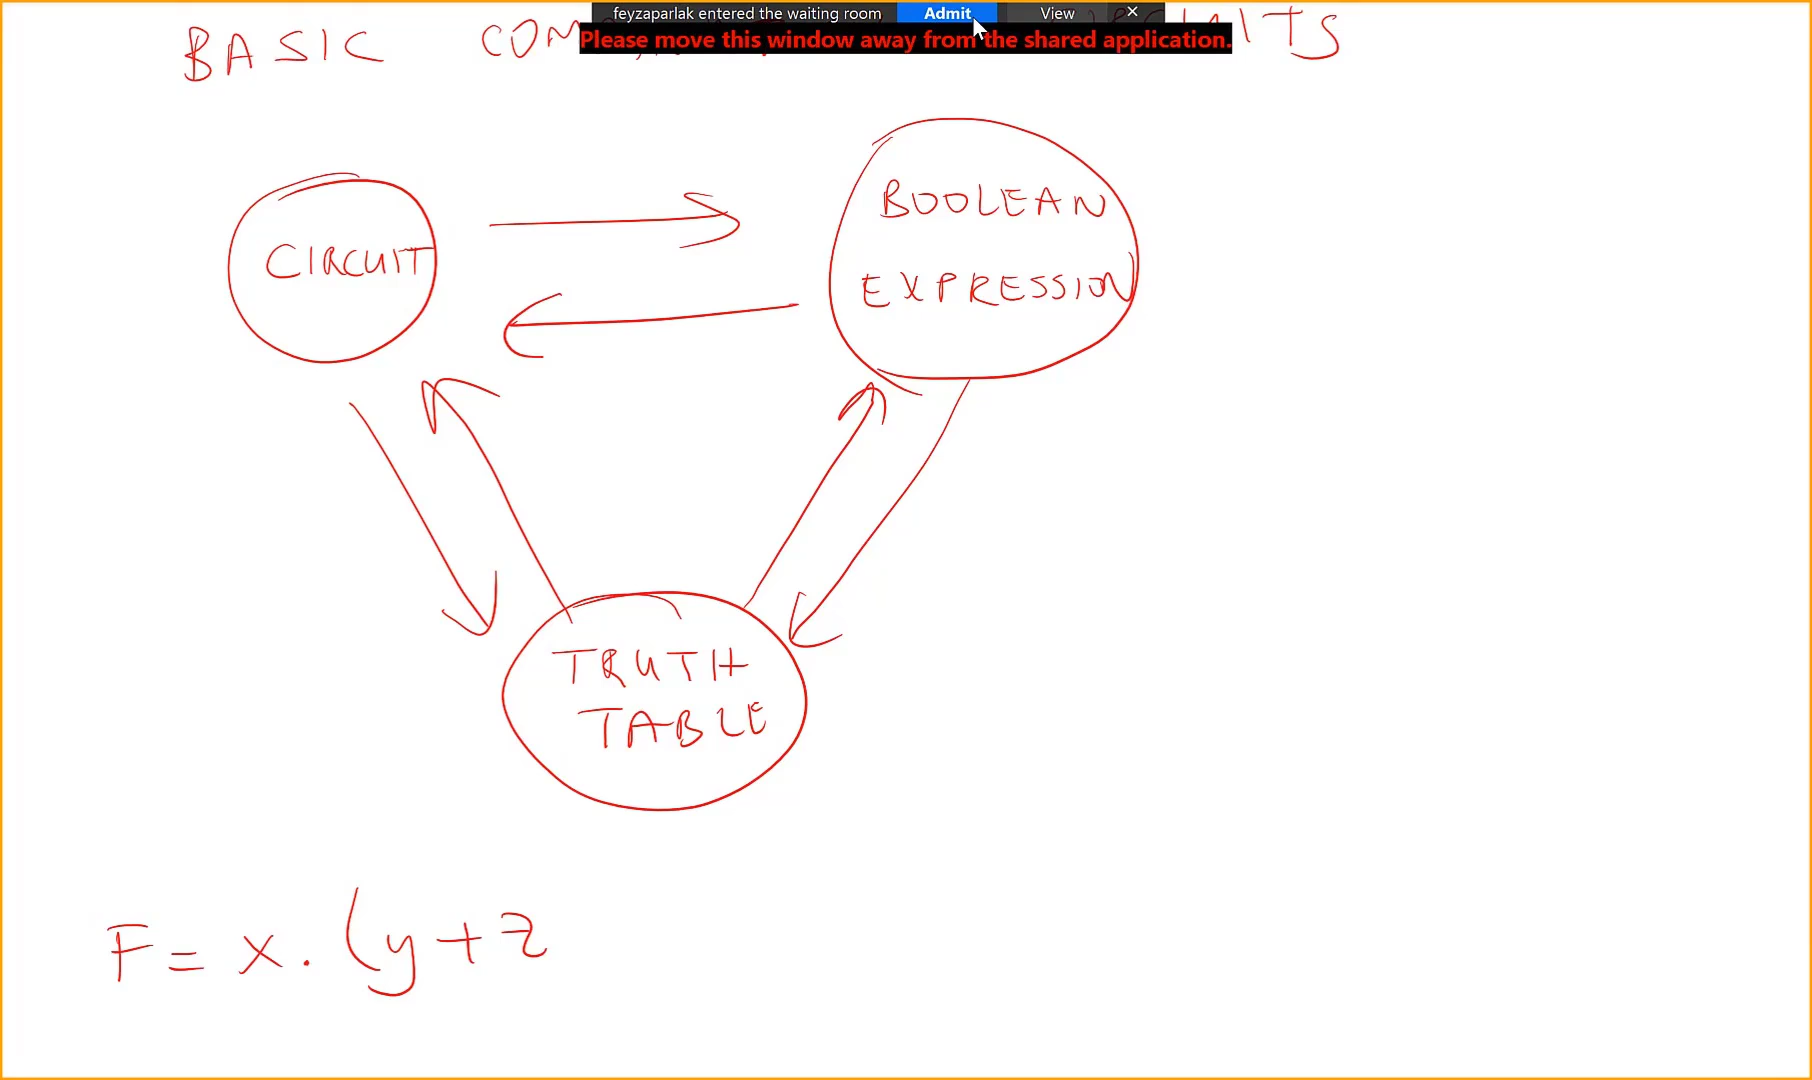 feyzaparlak entered the waiting room Admit View ×
Please move this window away from the shared application.
BASIC
CIRCUIT
BOOLEAN
EXPRESSION
TRUTH
TABLE
F = x . (y + z